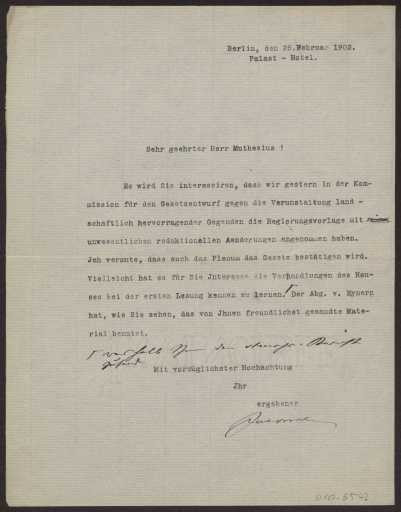 Berlin, den 26.Februar 1902.
Palast - Hotel.
Sehr geehrter Herr Muthesius !
Es wird Sie interessiren, dass wir gestern in der Kom-
mission für den Gesetzentwurf gegen die Verunstaltung land -
schaftlich hervorragender Gegenden die Regierungsvorlage mit
unwesentlichen redaktionellen Aenderungen angenommen haben.
Jch vermute, dass auch das Plenum das Gesetz bestätigen wird.
Vielleicht hat es für Sie Jnteresse die Verhandlungen des Hau-
ses bei der ersten Lesung kennen zu lernen. Der Abg. v. Eynern
hat, wie Sie sehen, das von Jhnen freundlichst gesandte Mate-
rial benutzt.
Mit vorzüglichster Hochachtung
Jhr
ergebener